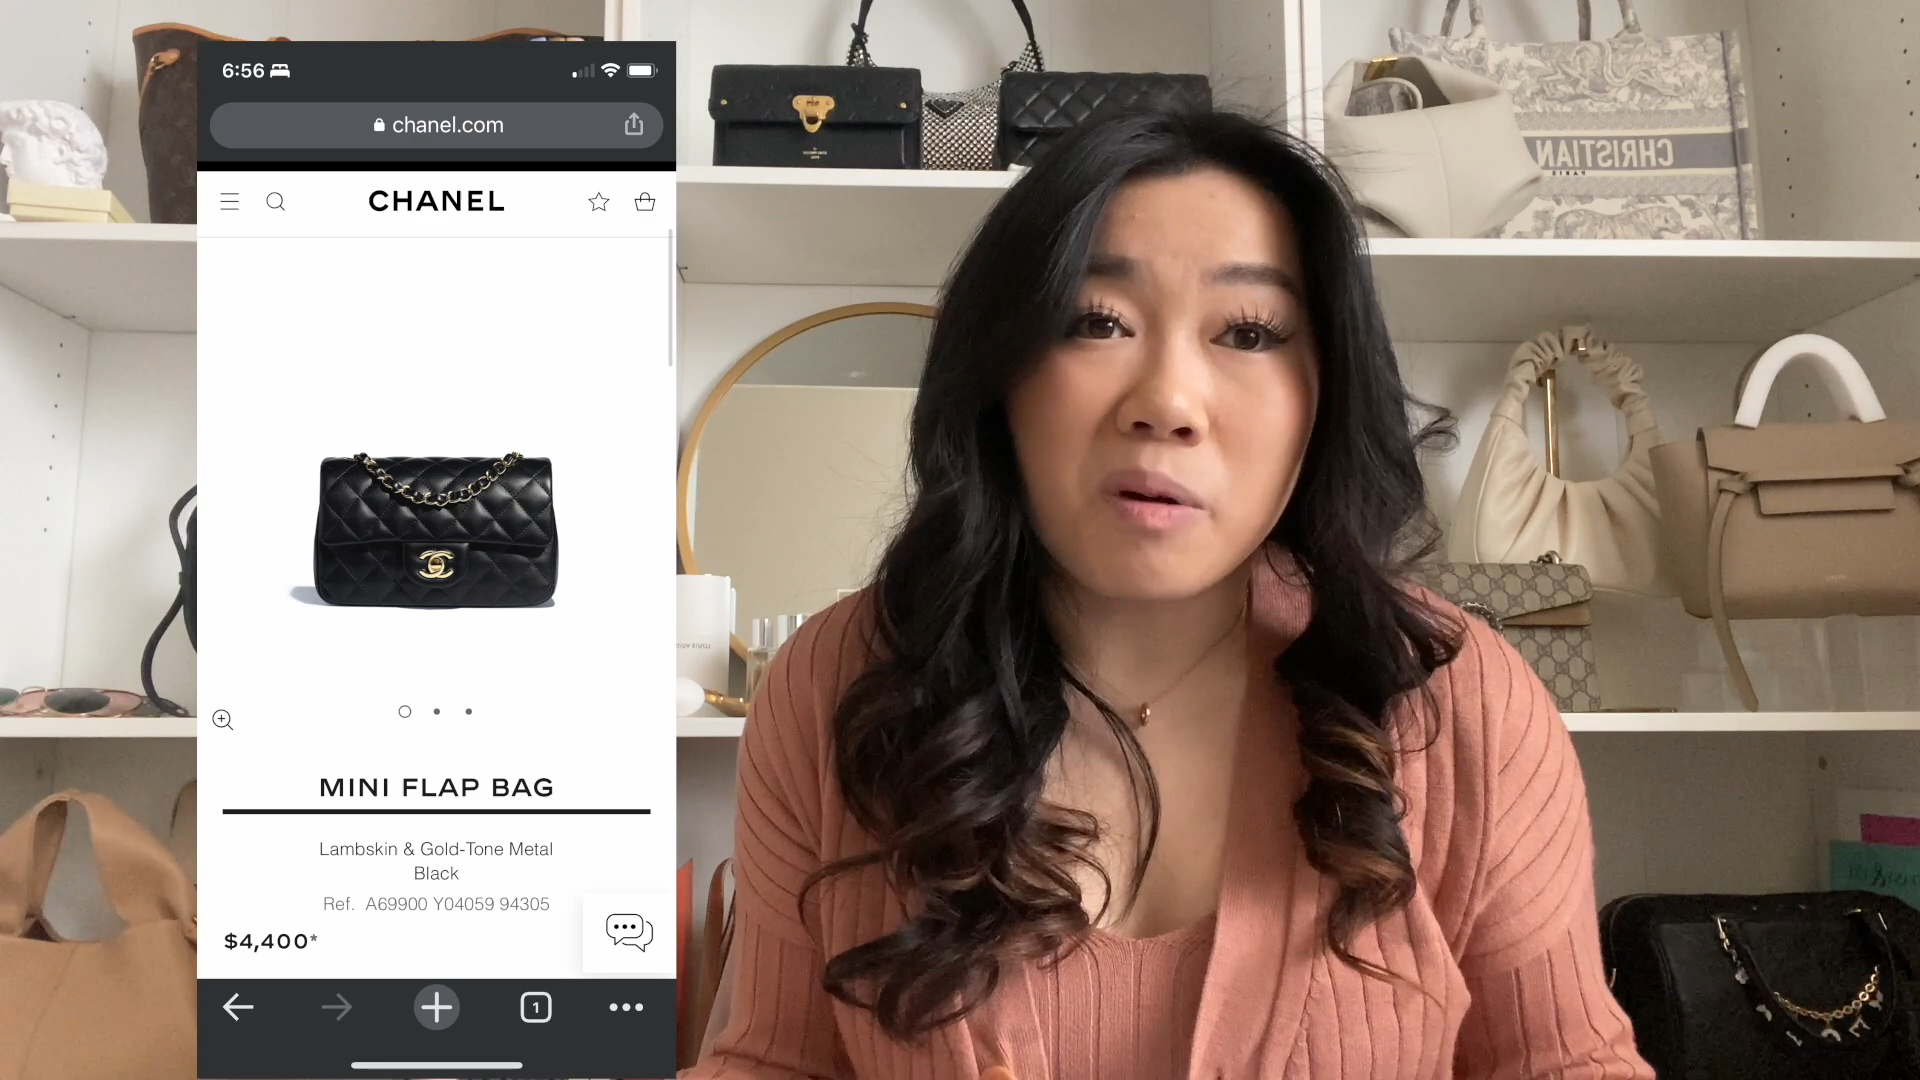 6:56
chanel.com
CHANEL
MINI FLAP BAG
Lambskin & Gold-Tone Metal
Black
Ref. A69900 Y04059 94305
$4,400*
1
CHRISTIAN
PARIS